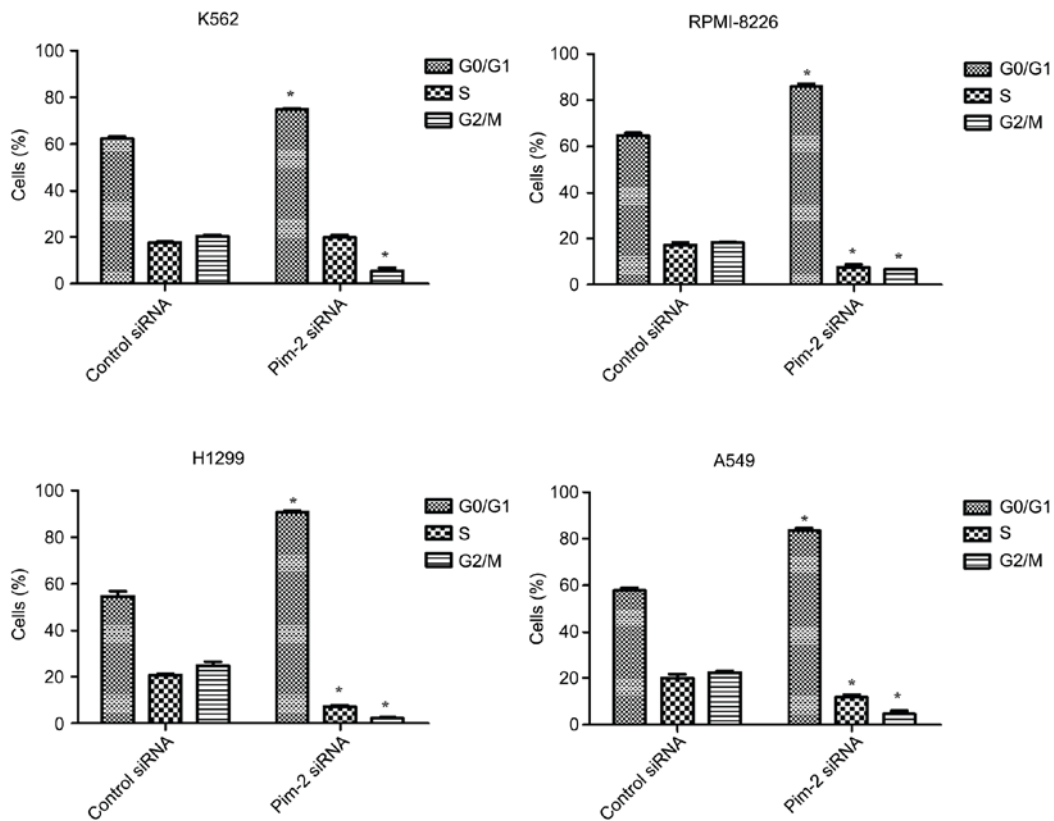 K562
Cells (%)
100
80
60
40
20
0
*
*
G0/G1
S
G2/M
Control siRNA
Pim-2 siRNA
RPMI-8226
Cells (%)
100
80
60
40
20
0
*
*
*
G0/G1
S
G2/M
Control siRNA
Pim-2 siRNA
H1299
Cells (%)
100
80
60
40
20
0
*
*
*
G0/G1
S
G2/M
Control siRNA
Pim-2 siRNA
A549
Cells (%)
100
80
60
40
20
0
*
*
*
G0/G1
S
G2/M
Control siRNA
Pim-2 siRNA